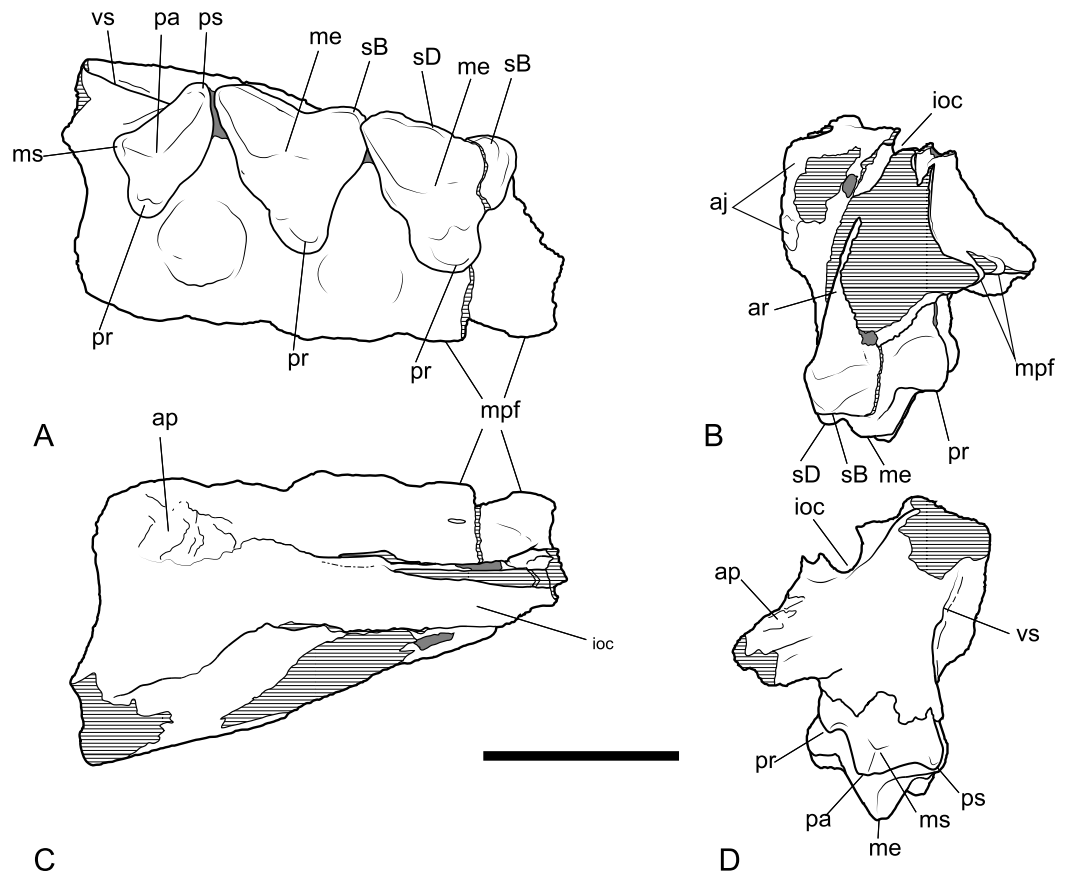 vs pa ps me sB sD me sB
ms
pr pr pr
A
mpf
ioc
aj
ar
mpf
pr
sD sB me
B
ap
ioc
C
ioc
ap
vs
pr
pa ms ps
me
D